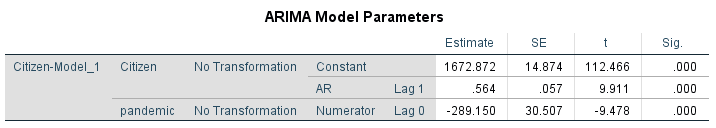 ARIMA Model Parameters
Estimate SE t Sig.
Citizen-Model_1 Citizen No Transformation Constant 1672.872 14.874 112.466 .000
AR Lag 1 .564 .057 9.911 .000
pandemic No Transformation Numerator Lag 0 -289.150 30.507 -9.478 .000